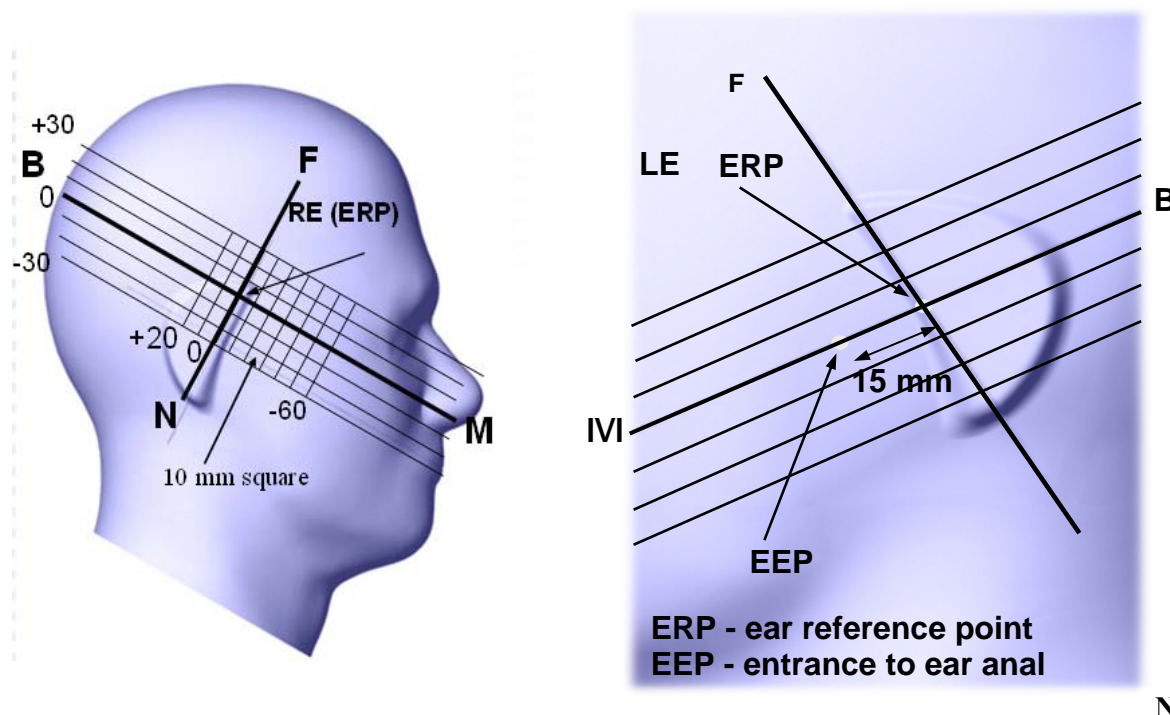 +30
B
F
0
RE (ERP)
-30
+20
0
N
-60
M
10 mm square
F
LE
ERP
B
15 mm
IVI
EEP
ERP - ear reference point
EEP - entrance to ear anal
N